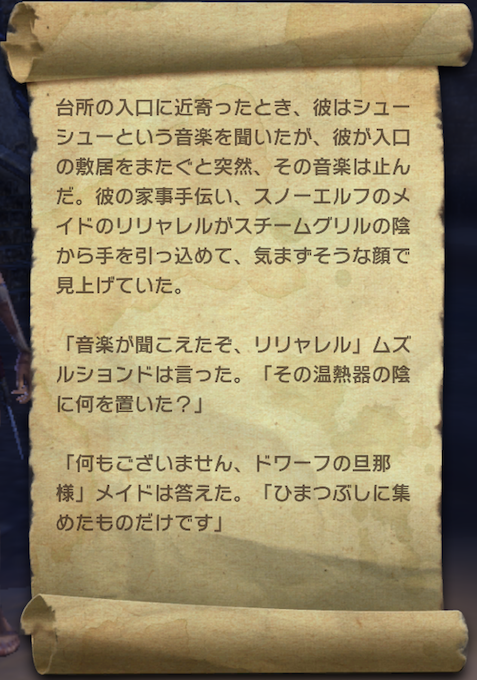 台所の入口に近寄ったとき、彼はシュー
シューという音楽を聞いたが、彼が入口
の敷居をまたぐと突然、その音楽は止ん
だ。彼の家事手伝い、スノーエルフのメ
イドのリリャレルがスチームグリルの陰
から手を引っ込めて、気まずそうな顔で
見上げていた。
「音楽が聞こえたぞ、リリャレル」ムズ
ルションドは言った。「その温熱器の陰
に何を置いた？」
「何もございません、ドワーフの旦那
様」メイドは答えた。「ひまつぶしに集
めたものだけです」